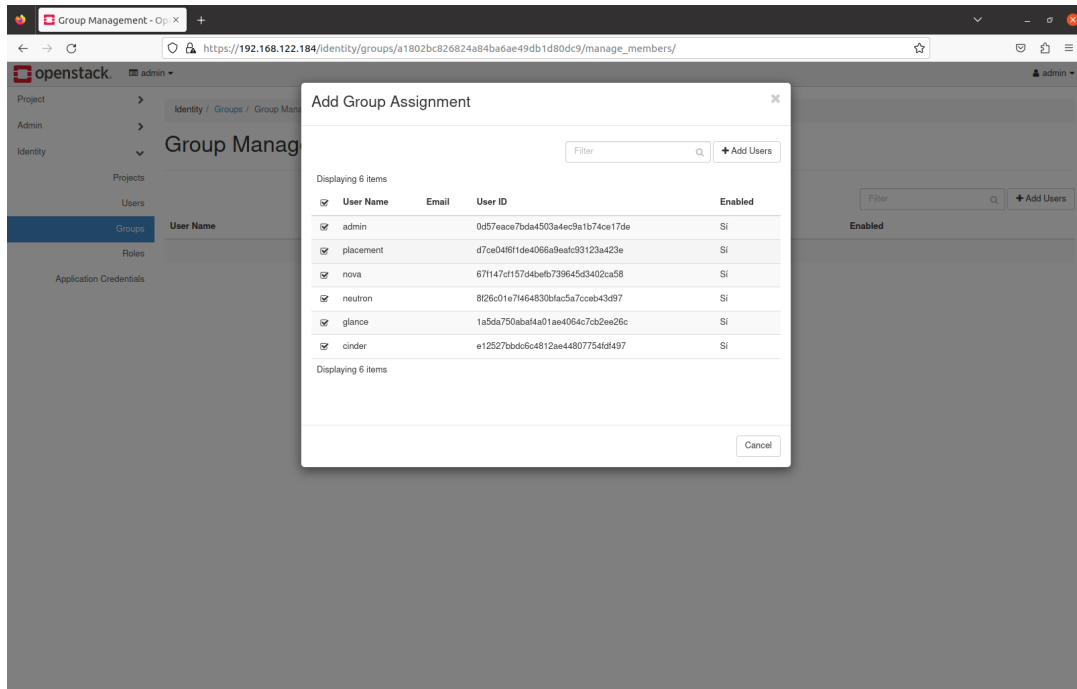 Group Management - Op
https://192.168.122.184/identity/groups/a1802bc826824a84ba6ae49db1d80dc9/manage_members/
openstack. admin admin
Project
Admin
Identity
Projects
Users
Groups
Roles
Application Credentials
Identity / Groups / Group Mana
Group Manag
Filter + Add Users
User Name Enabled
Add Group Assignment
Filter + Add Users
Displaying 6 items
User Name Email User ID Enabled
admin 0d57eace7bda4503a4ec9a1b74ce17de Sí
placement d7ce04f6f1de4066a9eafc93123a423e Sí
nova 67f147cf157d4befb739645d3402ca58 Sí
neutron 8f26c01e7f464830bfac5a7cceb43d97 Sí
glance 1a5da750abaf4a01ae4064c7cb2ee26c Sí
cinder e12527bbdc6c4812ae44807754fdf497 Sí
Displaying 6 items
Cancel